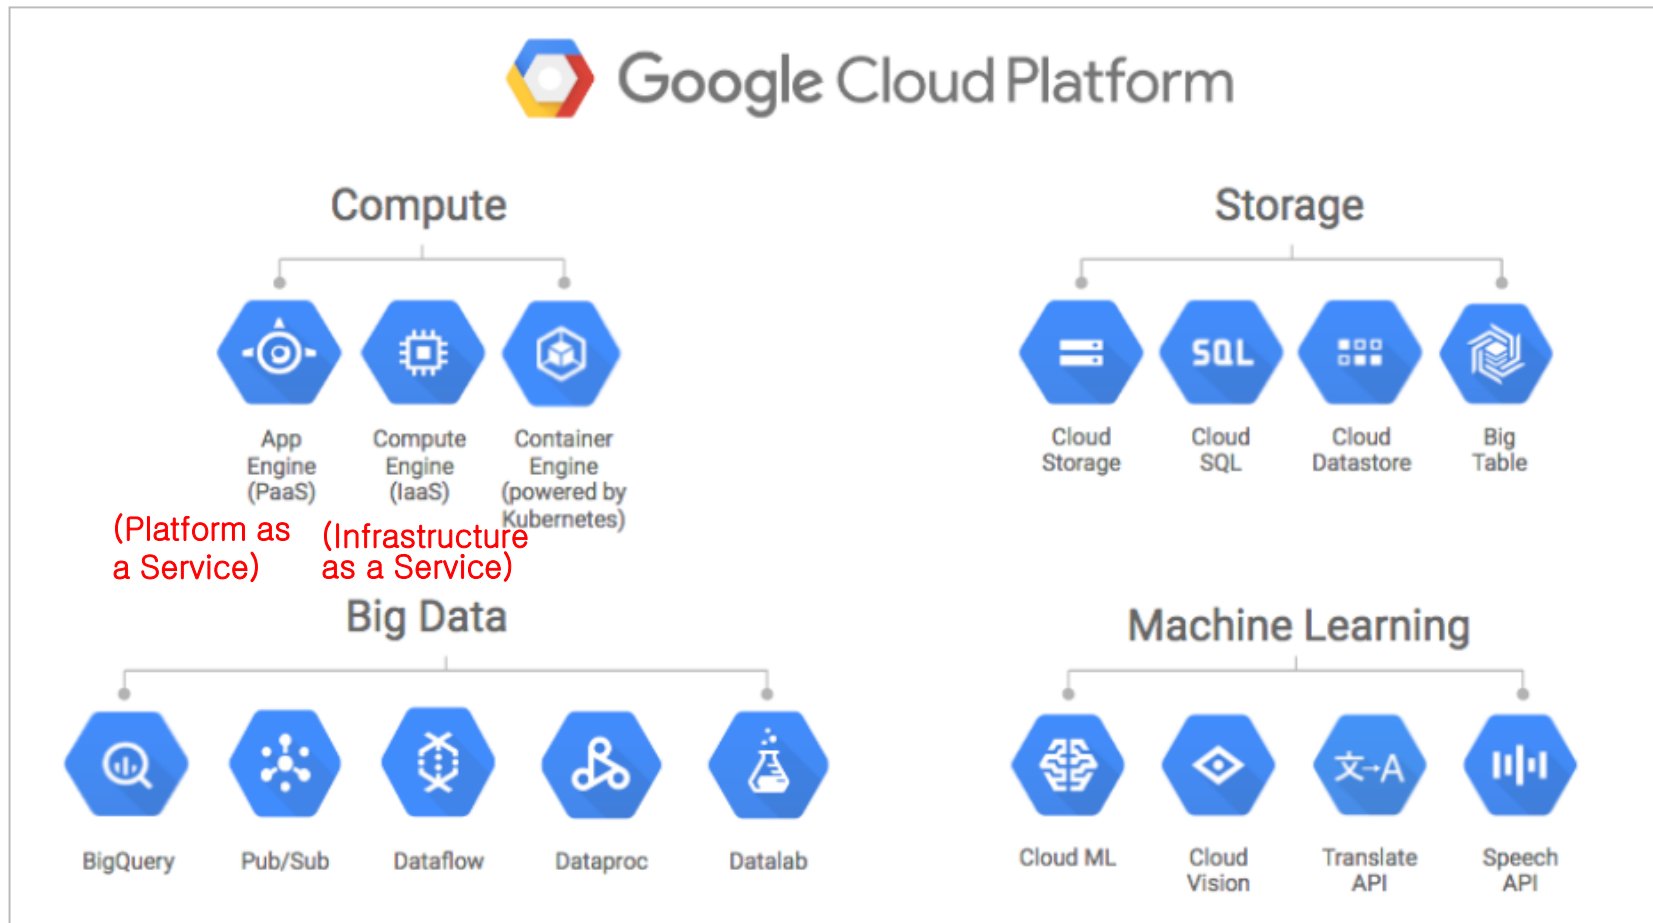 Google Cloud Platform
Compute
App
Engine
(PaaS)
Compute
Engine
(IaaS)
Container
Engine
(powered by
Kubernetes)
(Platform as
a Service)
(Infrastructure
as a Service)
Storage
Cloud
Storage
SQL
Cloud
SQL
Cloud
Datastore
Big
Table
Big Data
BigQuery
Pub/Sub
Dataflow
Dataproc
Datalab
Machine Learning
Cloud ML
Cloud
Vision
文→A
Translate
API
Speech
API